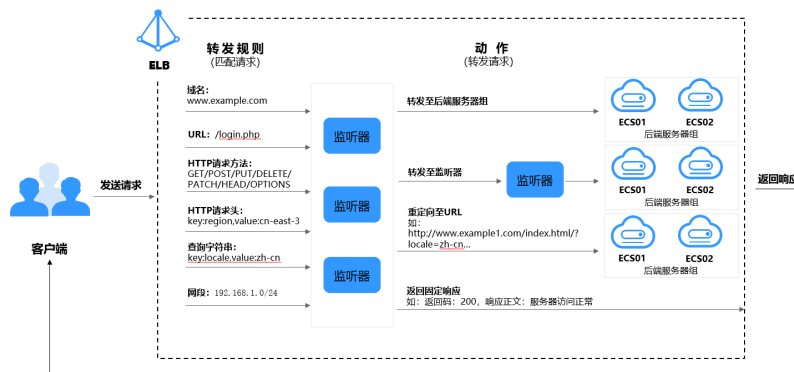 ELB
转发规则
(匹配请求)
动 作
(转发请求)
域名:
www.example.com
URL: /login.php
HTTP请求方法:
GET/POST/PUT/DELETE/
PATCH/HEAD/OPTIONS
HTTP请求头:
key:region,value:cn-east-3
查询字符串:
key:locale,value:zh-cn
网段: 192.168.1.0/24
监听器
监听器
监听器
转发至后端服务器组
转发至监听器
监听器
重定向至URL
如:
http://www.example1.com/index.html/?
locale=zh-cn...
返回固定响应
如: 返回码: 200, 响应正文: 服务器访问正常
ECS01 ECS02
后端服务器组
ECS01 ECS02
后端服务器组
ECS01 ECS02
后端服务器组
客户端
发送请求
返回响应